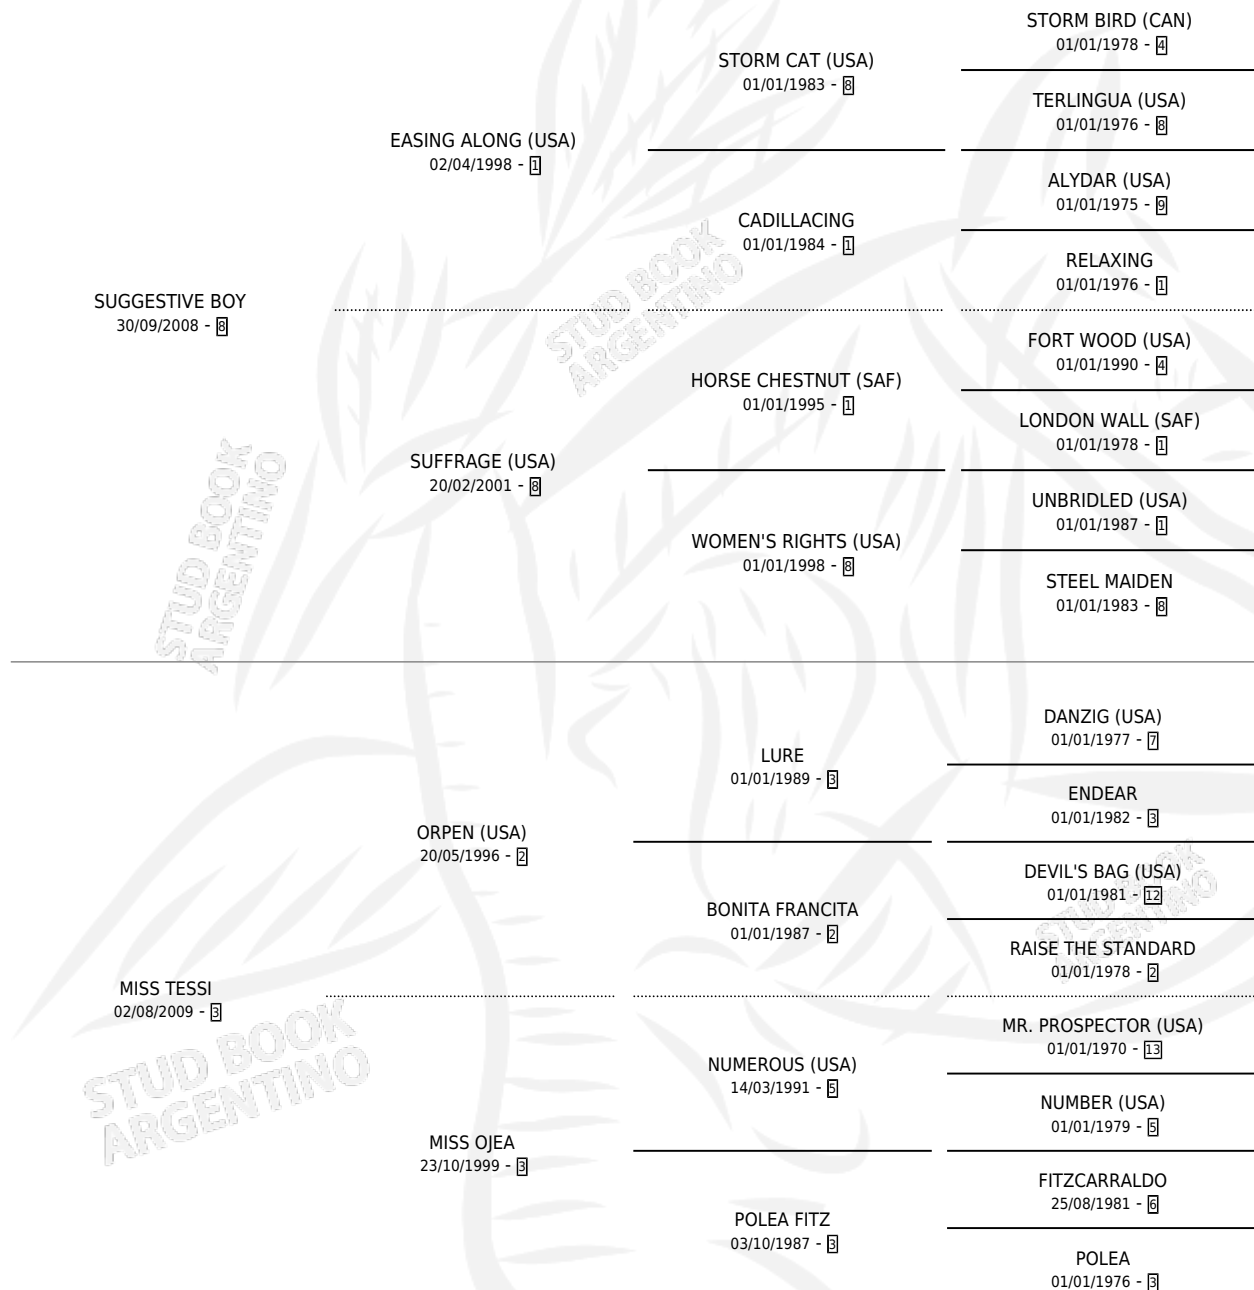 STORM BIRD (CAN)
01/01/1978 - 4
STORM CAT (USA)
01/01/1983 - 8
TERLINGUA (USA)
01/01/1976 - 8
EASING ALONG (USA)
02/04/1998 - 1
ALYDAR (USA)
01/01/1975 - 9
CADILLACING
01/01/1984 - 1
RELAXING
01/01/1976 - 1
SUGGESTIVE BOY
30/09/2008 - 8
FORT WOOD (USA)
01/01/1990 - 4
HORSE CHESTNUT (SAF)
01/01/1995 - 1
LONDON WALL (SAF)
01/01/1978 - 1
SUFFRAGE (USA)
20/02/2001 - 8
UNBRIDLED (USA)
01/01/1987 - 1
WOMEN'S RIGHTS (USA)
01/01/1998 - 8
STEEL MAIDEN
01/01/1983 - 8
DANZIG (USA)
01/01/1977 - 7
LURE
01/01/1989 - 3
ENDEAR
01/01/1982 - 3
ORPEN (USA)
20/05/1996 - 2
DEVIL'S BAG (USA)
01/01/1981 - 12
BONITA FRANCITA
01/01/1987 - 2
RAISE THE STANDARD
01/01/1978 - 2
MISS TESSI
02/08/2009 - 3
MR. PROSPECTOR (USA)
01/01/1970 - 13
NUMEROUS (USA)
14/03/1991 - 5
NUMBER (USA)
01/01/1979 - 5
MISS OJEA
23/10/1999 - 3
FITZCARRALDO
25/08/1981 - 6
POLEA FITZ
03/10/1987 - 3
POLEA
01/01/1976 - 3
STUD BOOK
ARGENTINO
STUD BOOK
ARGENTINO
STUD BOOK
ARGENTINO
STUD BOOK
ARGENTINO